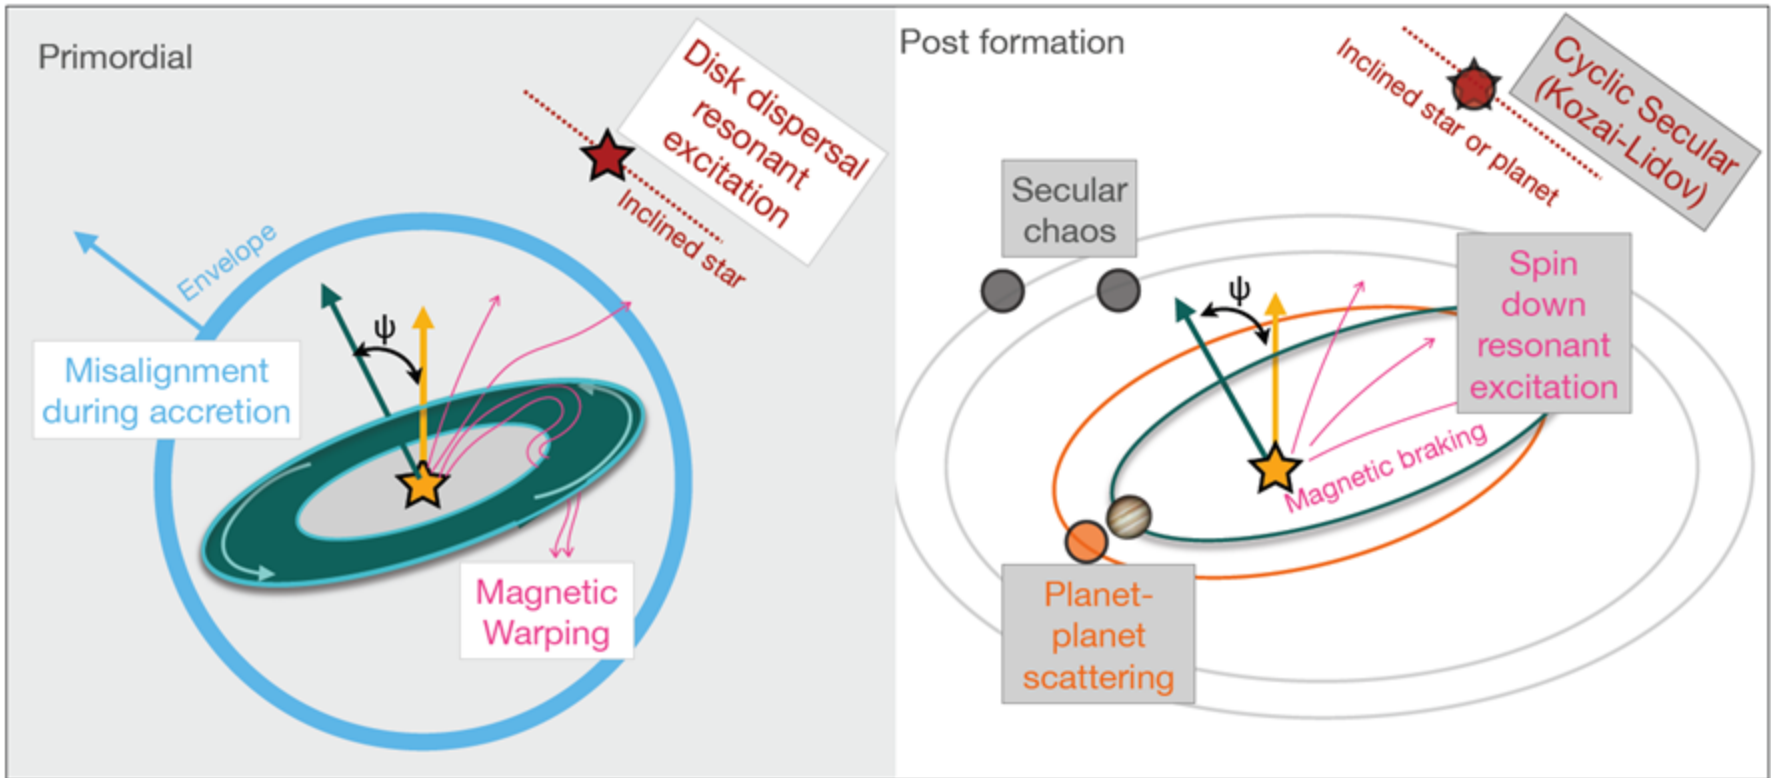 Primordial
Disk dispersal
resonant
excitation
Inclined star
Envelope
ψ
Misalignment
during accretion
Magnetic
Warping
Post formation
Cyclic Secular
(Kozai-Lidov)
Inclined star or planet
Secular
chaos
ψ
Spin
down
resonant
excitation
Magnetic braking
Planet-
planet
scattering